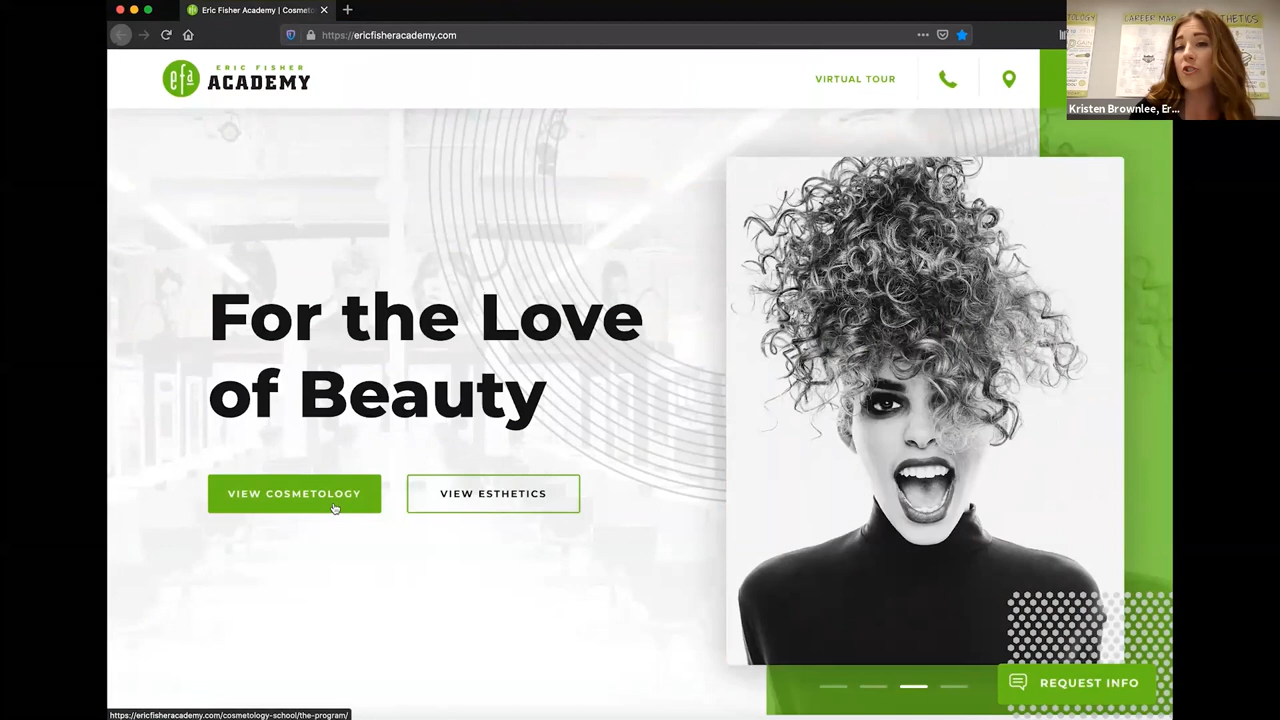 Eric Fisher Academy | Cosmeto
https://ericfisheracademy.com
CAREER MAP
Kristen Brownlee, Er...
efa
ERIC FISHER
ACADEMY
VIRTUAL TOUR
For the Love
of Beauty
VIEW COSMETOLOGY
VIEW ESTHETICS
REQUEST INFO
https://ericfisheracademy.com/cosmetology-school/the-program/